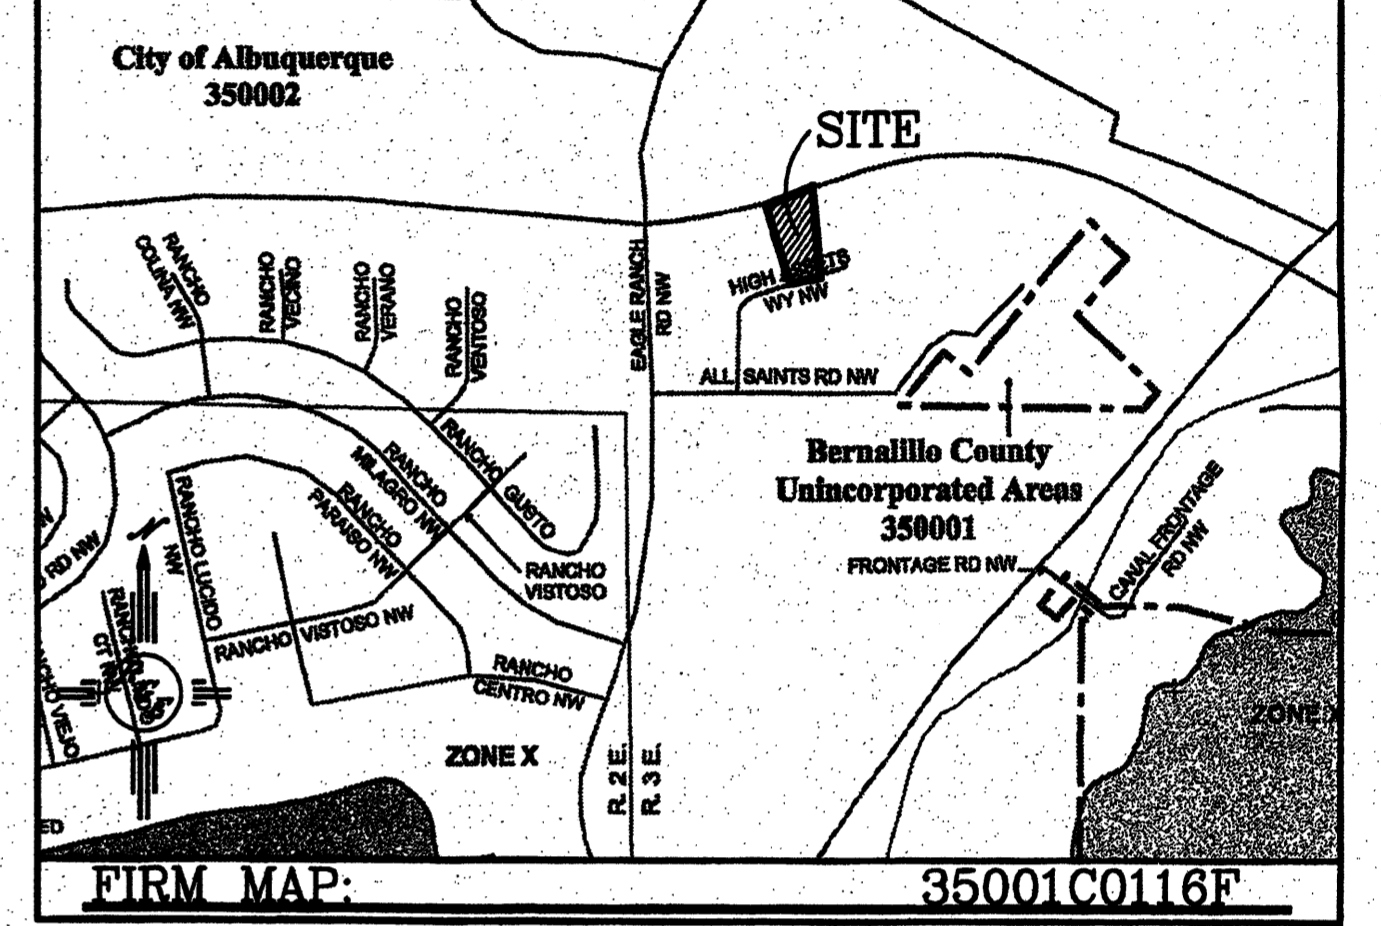 City of Albuquerque
350002
SITE
RANCHO
COLINA NW
RANCHO
VECINO
RANCHO
VERANO
RANCHO
VENTOSO
EAGLE RANCH
RD NW
HIGH
WY NW
ALL SAINTS RD NW
Bernalillo County
Unincorporated Areas
350001
FRONTAGE RD NW
CANAL FRONTAGE
RD NW
RANCHO GUSTO
RANCHO
MILAGRO NW
RANCHO
PARAISO NW
RANCHO
VISTOSO
RANCHO LUCIDO
NW
RD NW
RANCHO VISTOSO NW
RANCHO
CENTRO NW
CT NW
VIEJO
ZONE X
R. 2 E.
R. 3 E.
ZONE X
ED
FIRM MAP:
35001C0116F